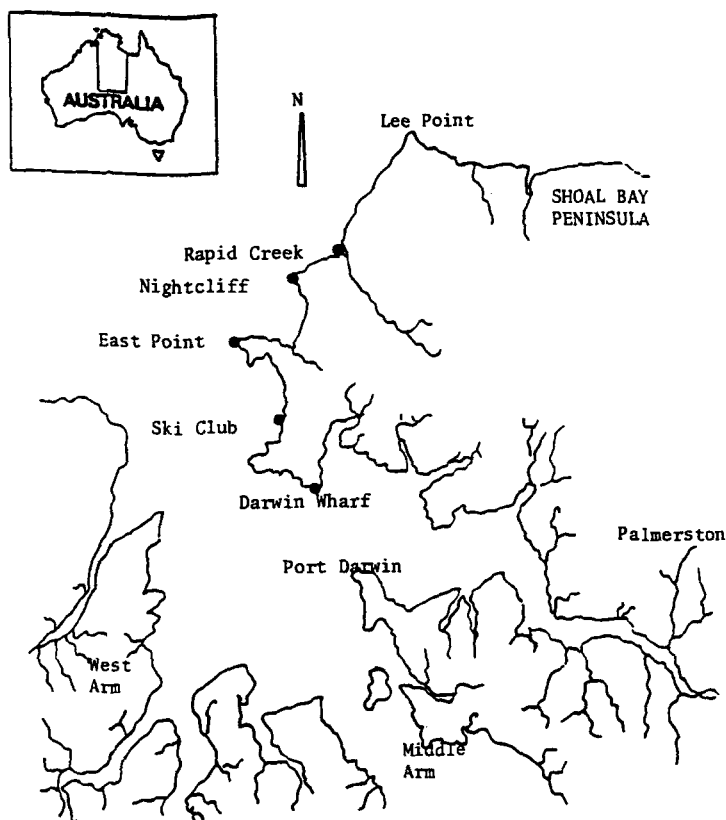 AUSTRALIA
N
Lee Point
SHOAL BAY
PENINSULA
Rapid Creek
Nightcliff
East Point
Ski Club
Darwin Wharf
Palmerston
Port Darwin
West
Arm
Middle
Arm